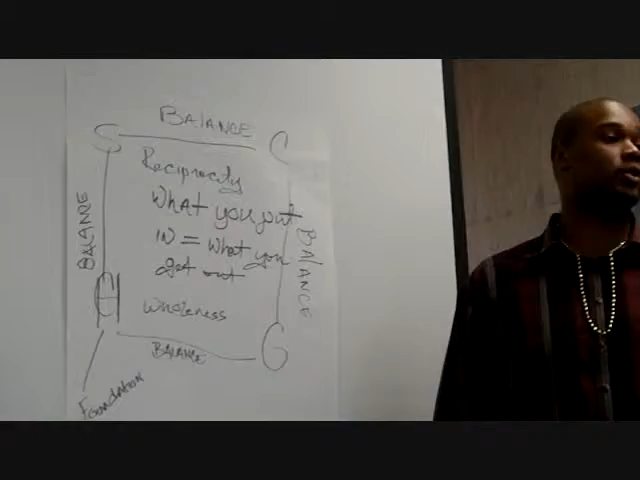 BALANCE
S C
Reciprocity
What you put
BALANCE
IN = What you
BALANCE
get out
Wholeness
G
BALANCE
Foundation